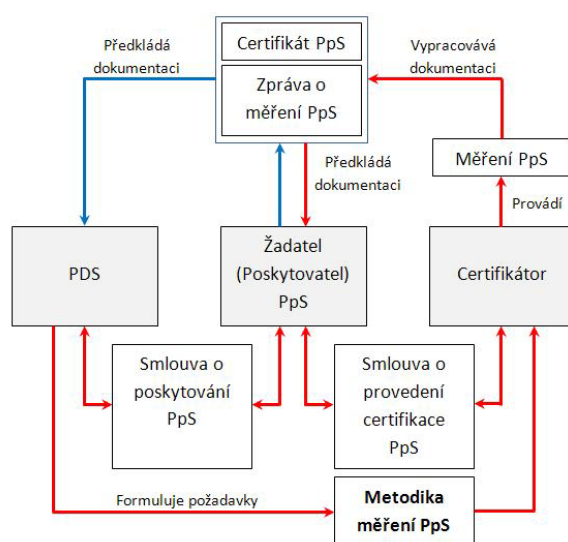 Certifikát PpS
Zpráva o
měření PpS
Předkládá
dokumentaci
Vypracovává
dokumentaci
Předkládá
dokumentaci
Měření PpS
Provádí
PDS
Žadatel
(Poskytovatel)
PpS
Certifikátor
Smlouva o
poskytování
PpS
Smlouva o
provedení
certifikace
PpS
Formuluje požadavky
Metodika
měření PpS